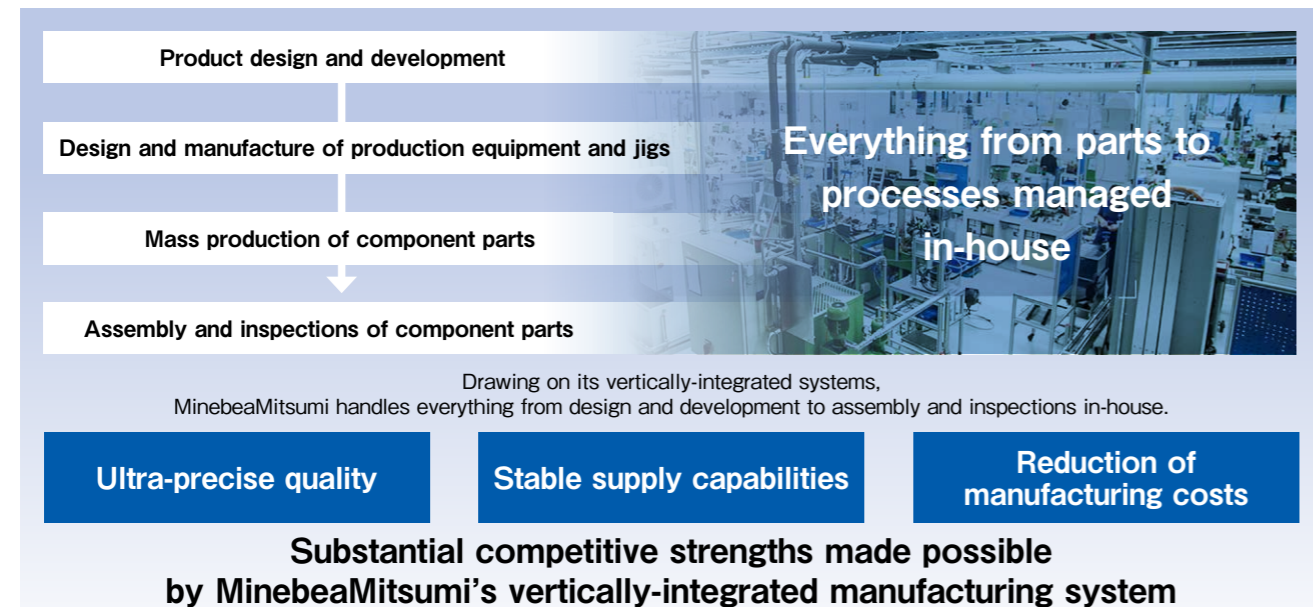 Product design and development
Design and manufacture of production equipment and jigs
Mass production of component parts
Assembly and inspections of component parts
Everything from parts to
processes managed
in-house
Drawing on its vertically-integrated systems,
MinebeaMitsumi handles everything from design and development to assembly and inspections in-house.
Ultra-precise quality
Stable supply capabilities
Reduction of
manufacturing costs
Substantial competitive strengths made possible
by MinebeaMitsumi's vertically-integrated manufacturing system